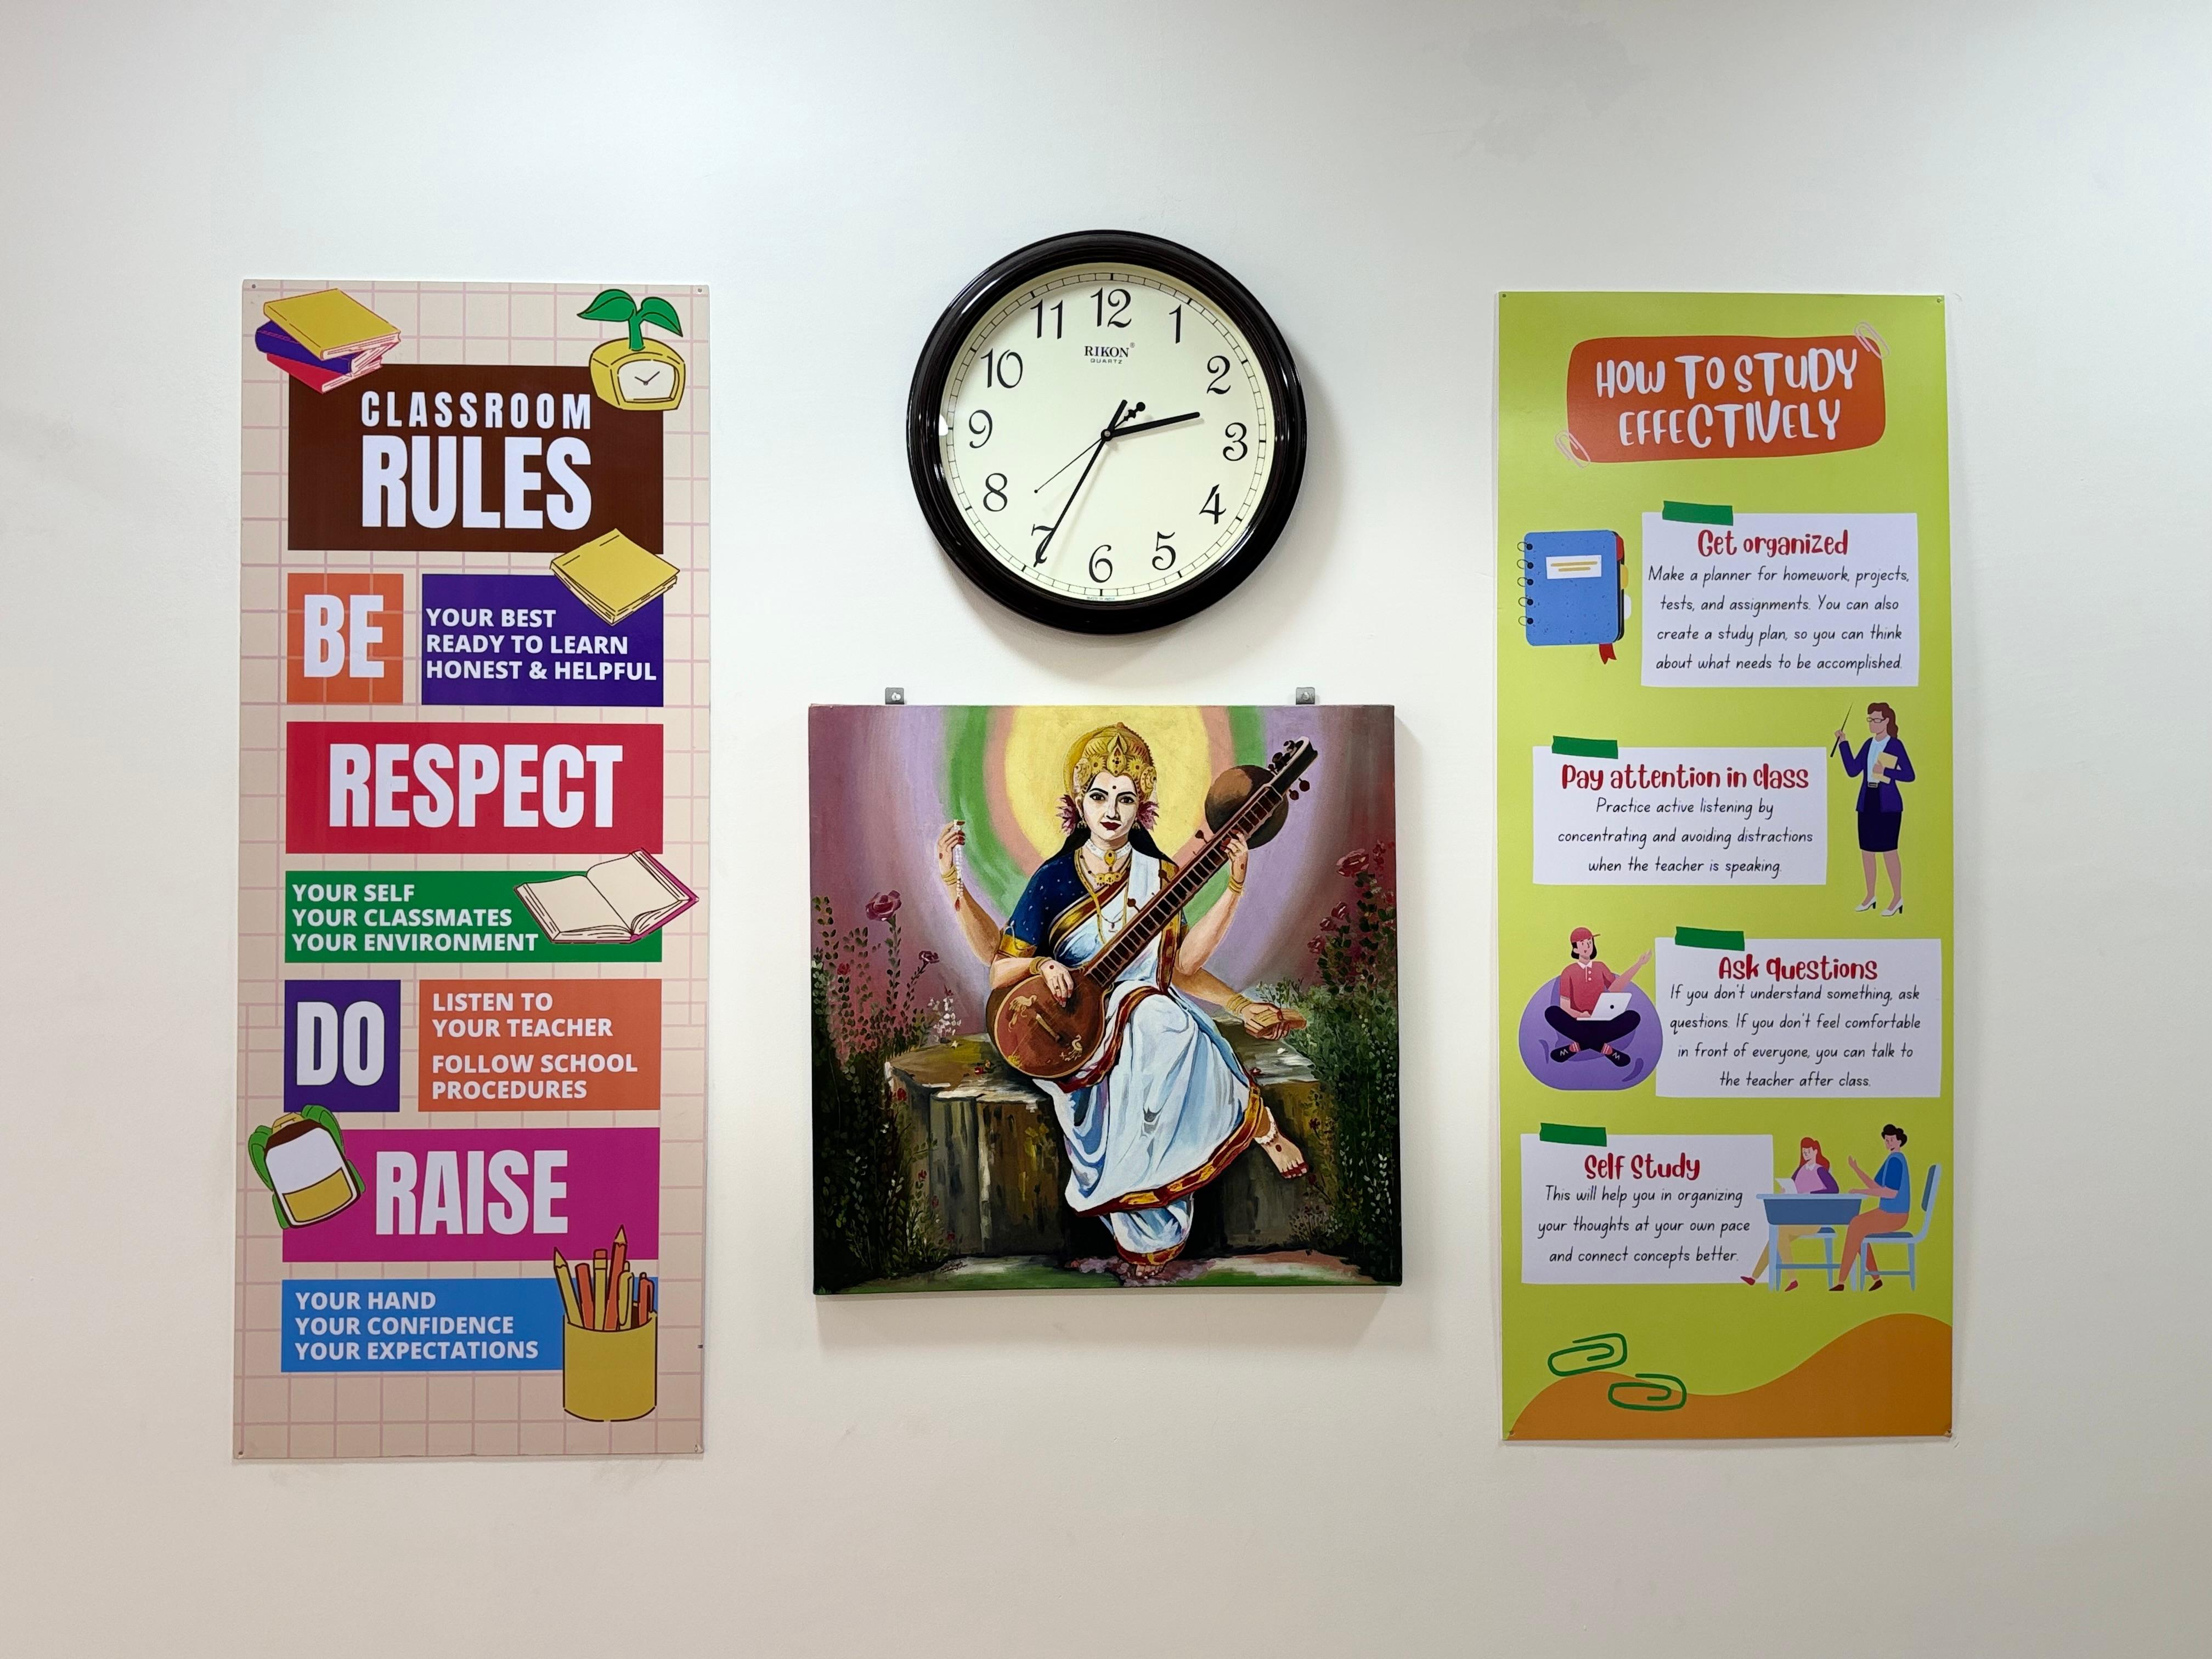 CLASSROOM
RULES
BE
YOUR BEST
READY TO LEARN
HONEST & HELPFUL
RESPECT
YOUR SELF
YOUR CLASSMATES
YOUR ENVIRONMENT
DO
LISTEN TO
YOUR TEACHER
FOLLOW SCHOOL
PROCEDURES
RAISE
YOUR HAND
YOUR CONFIDENCE
YOUR EXPECTATIONS
12
1
2
3
4
5
6
7
8
9
10
11
RIKON®
QUARTZ
HOW TO STUDY
EFFECTIVELY
Get organized
Make a planner for homework, projects,
tests, and assignments. You can also
create a study plan, so you can think
about what needs to be accomplished.
Pay attention in class
Practice active listening by
concentrating and avoiding distractions
when the teacher is speaking.
Ask questions
If you don't understand something, ask
questions. If you don't feel comfortable
in front of everyone, you can talk to
the teacher after class.
Self Study
This will help you in organizing
your thoughts at your own pace
and connect concepts better.